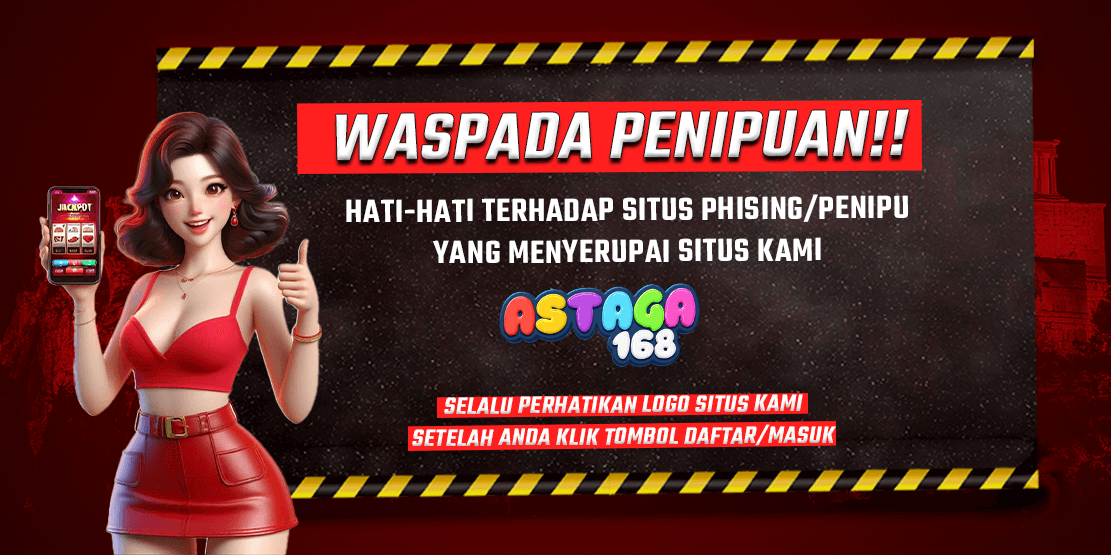 WASPADA PENIPUAN!!
HATI-HATI TERHADAP SITUS PHISING/PENIPU
YANG MENYERUPAI SITUS KAMI
JACKPOT
ASTAGA
168
SELALU PERHATIKAN LOGO SITUS KAMI
SETELAH ANDA KLIK TOMBOL DAFTAR/MASUK